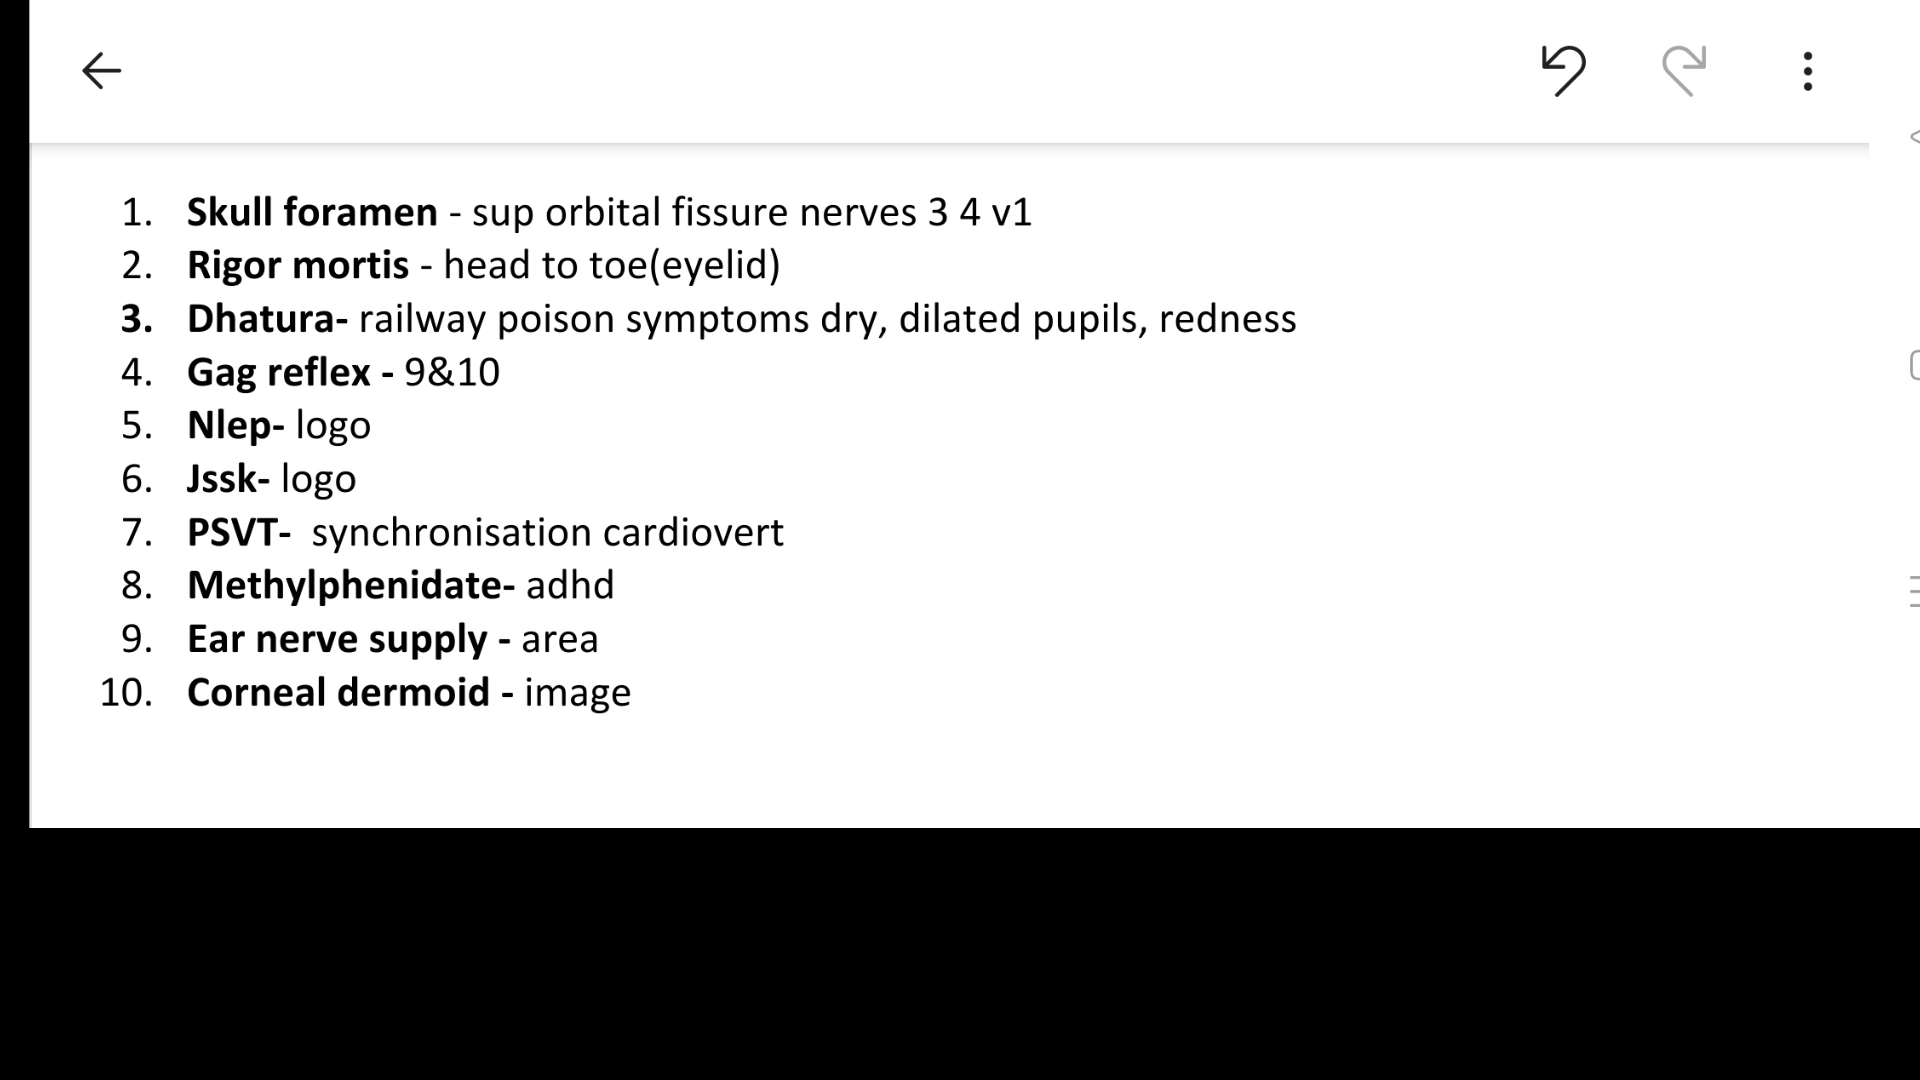 1. Skull foramen - sup orbital fissure nerves 3 4 v1
2. Rigor mortis - head to toe(eyelid)
3. Dhatura- railway poison symptoms dry, dilated pupils, redness
4. Gag reflex - 9&10
5. Nlep- logo
6. Jssk- logo
7. PSVT-  synchronisation cardiovert
8. Methylphenidate- adhd
9. Ear nerve supply - area
10. Corneal dermoid - image